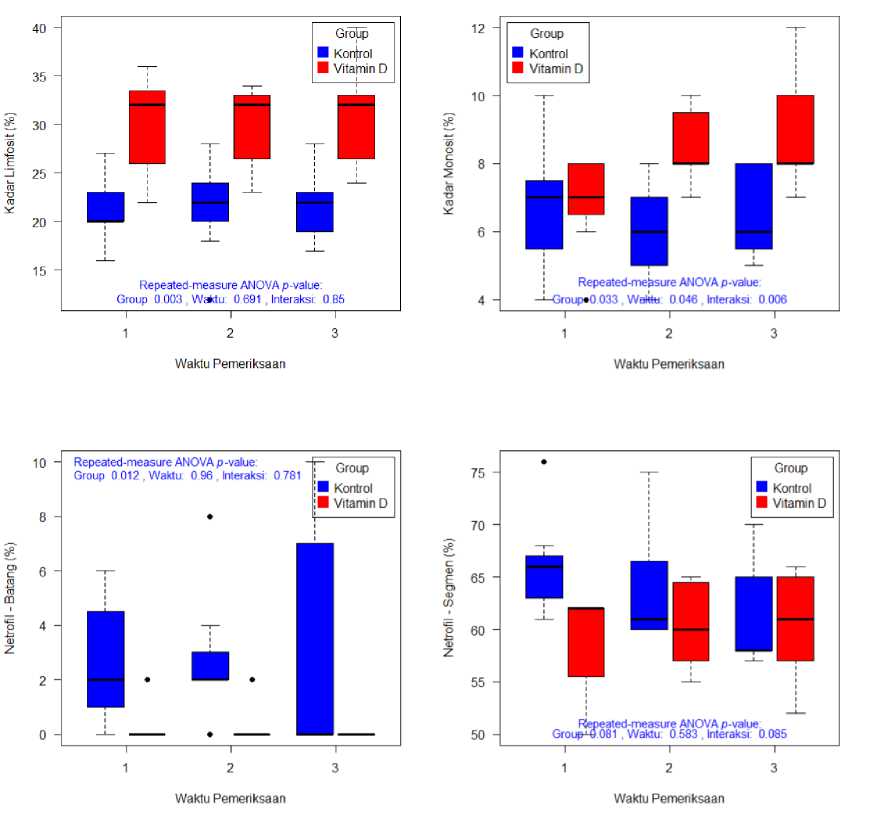 Kadar Limfosit (%)
40
35
30
25
20
15
Group
Kontrol
Vitamin D
Repeated-measure ANOVA p-value:
Group 0.003 , Waktu: 0.691 , Interaksi: 0.85
1 2 3
Waktu Pemeriksaan
Kadar Monosit (%)
12
10
8
6
4
Group
Kontrol
Vitamin D
Repeated-measure ANOVA p-value:
Group 0.033 , Waktu: 0.046 , Interaksi: 0.006
1 2 3
Waktu Pemeriksaan
Netrofil - Batang (%)
10
8
6
4
2
0
Repeated-measure ANOVA p-value:
Group 0.012 , Waktu: 0.96 , Interaksi: 0.781
Group
Kontrol
Vitamin D
1 2 3
Waktu Pemeriksaan
Netrofil - Segmen (%)
75
70
65
60
55
50
Group
Kontrol
Vitamin D
Repeated-measure ANOVA p-value:
Group 0.081 , Waktu: 0.583 , Interaksi: 0.085
1 2 3
Waktu Pemeriksaan